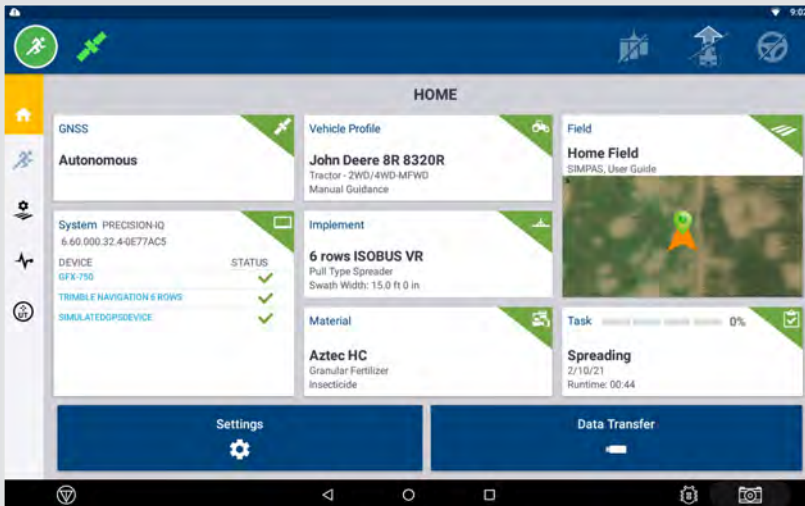 9:02
HOME
GNSS
Autonomous
Vehicle Profile
John Deere 8R 8320R
Tractor - 2WD/4WD-MFWD
Manual Guidance
Field
Home Field
SIMPAS, User Guide
System PRECISION-IQ
6.60.000.32.4-0E77AC5
DEVICE STATUS
GFX-750
TRIMBLE NAVIGATION 6 ROWS
SIMULATEDGPSDEVICE
Implement
6 rows ISOBUS VR
Pull Type Spreader
Swath Width: 15.0 ft 0 in
Material
Aztec HC
Granular Fertilizer
Insecticide
Task 0%
Spreading
2/10/21
Runtime: 00:44
UT
Settings
Data Transfer